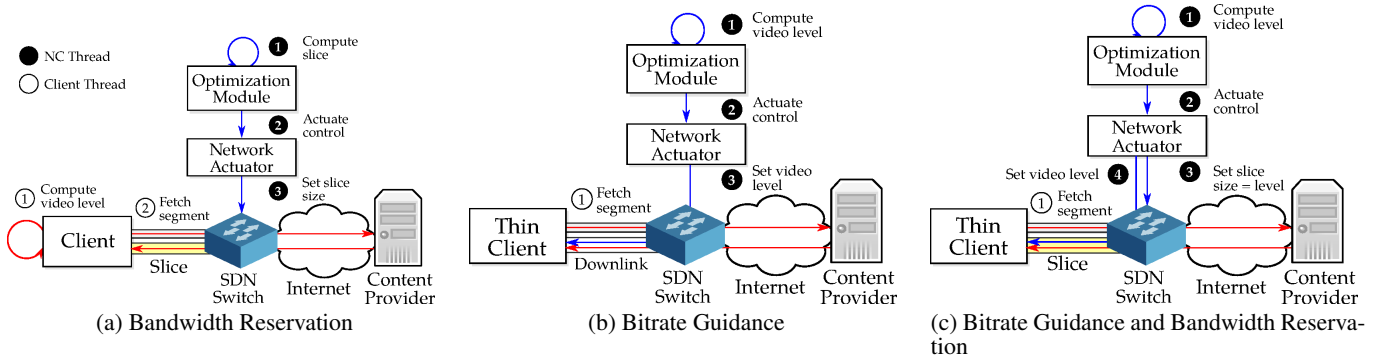 NC Thread
Client Thread
1 Compute
slice
Optimization
Module
2 Actuate
control
Network
Actuator
3 Set slice
size
1 Compute
video level
2 Fetch
segment
Client
Slice
SDN
Switch
Internet
Content
Provider
(a) Bandwidth Reservation
1 Compute
video level
Optimization
Module
2 Actuate
control
Network
Actuator
3 Set video
level
1 Fetch
segment
Thin
Client
Downlink
SDN
Switch
Internet
Content
Provider
(b) Bitrate Guidance
1 Compute
video level
Optimization
Module
2 Actuate
control
Network
Actuator
Set video level 4
3 Set slice
size = level
1 Fetch
segment
Thin
Client
Slice
SDN
Switch
Internet
Content
Provider
(c) Bitrate Guidance and Bandwidth Reserva-
tion